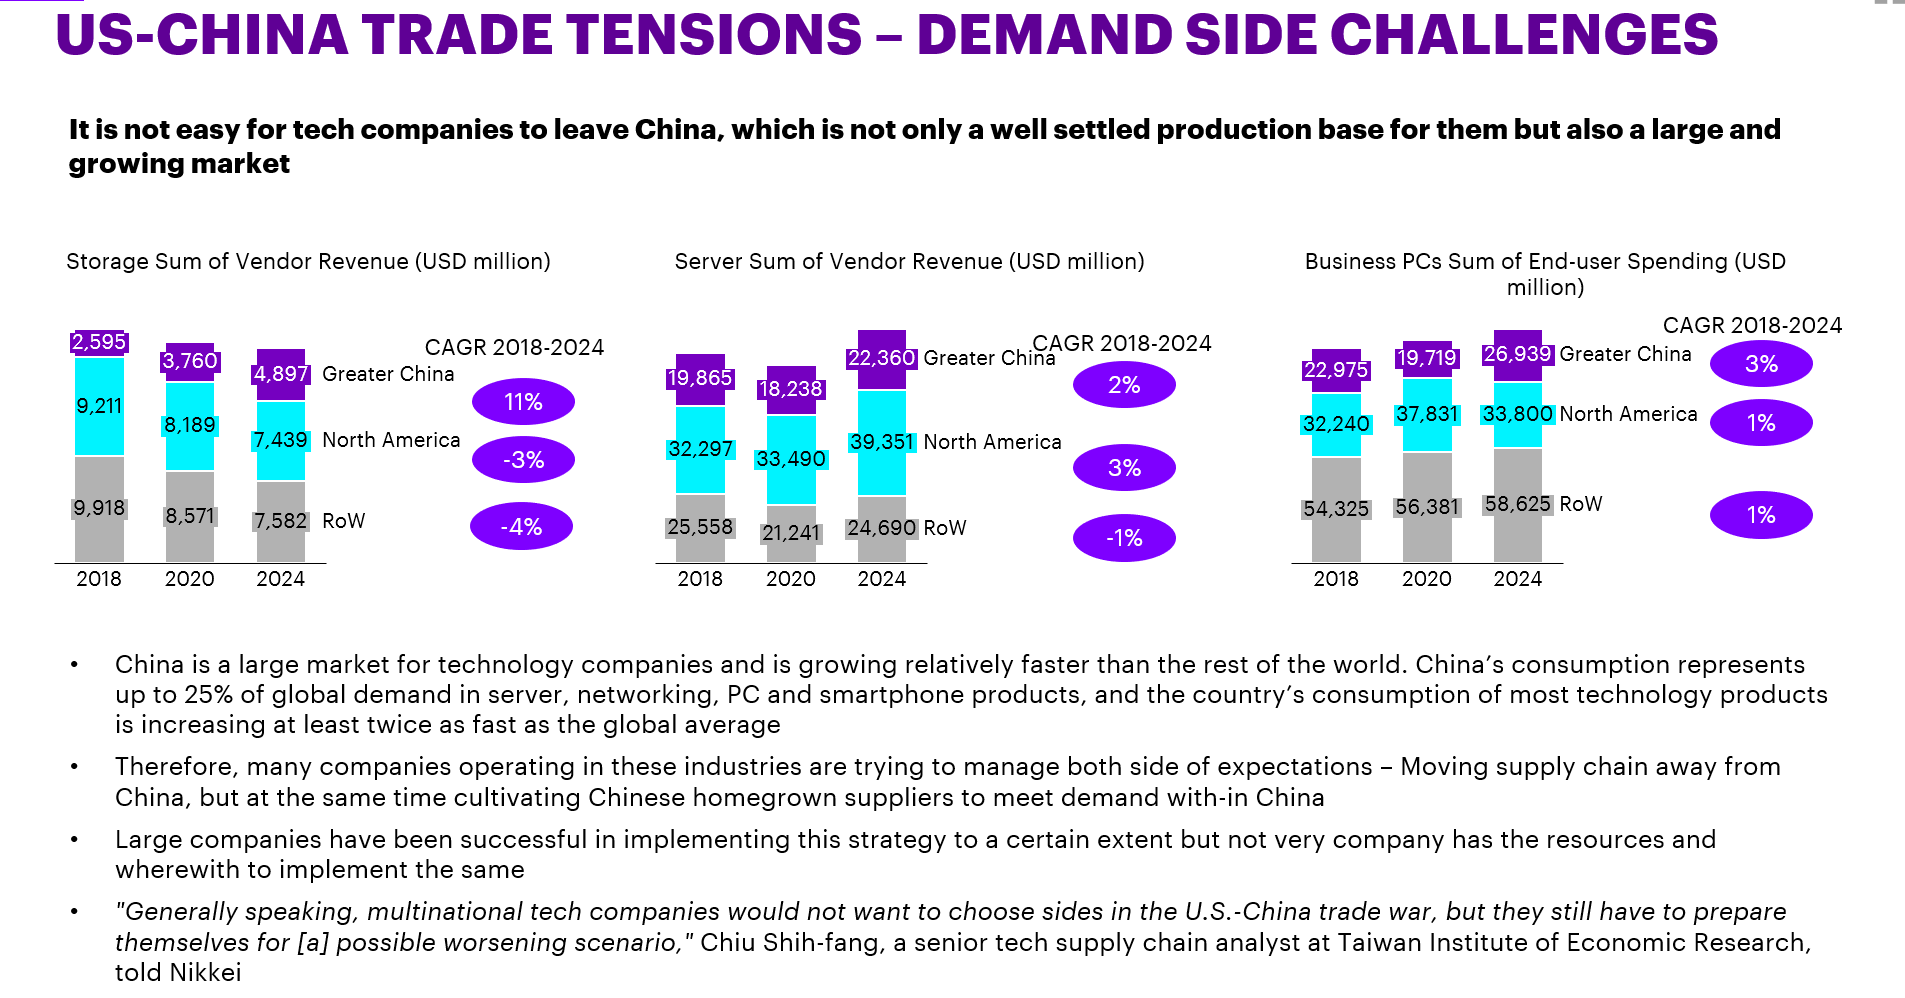 US-CHINA TRADE TENSIONS – DEMAND SIDE CHALLENGES
It is not easy for tech companies to leave China, which is not only a well settled production base for them but also a large and
growing market
Storage Sum of Vendor Revenue (USD million)
2,595
3,760
4,897
Greater China
9,211
8,189
7,439
North America
9,918
8,571
7,582
RoW
2018
2020
2024
CAGR 2018-2024
11%
-3%
-4%
Server Sum of Vendor Revenue (USD million)
19,865
18,238
22,360
Greater China
32,297
33,490
39,351
North America
25,558
21,241
24,690
RoW
2018
2020
2024
CAGR 2018-2024
2%
3%
-1%
Business PCs Sum of End-user Spending (USD
million)
22,975
19,719
26,939
Greater China
32,240
37,831
33,800
North America
54,325
56,381
58,625
RoW
2018
2020
2024
CAGR 2018-2024
3%
1%
1%
• China is a large market for technology companies and is growing relatively faster than the rest of the world. China’s consumption represents
up to 25% of global demand in server, networking, PC and smartphone products, and the country’s consumption of most technology products
is increasing at least twice as fast as the global average
• Therefore, many companies operating in these industries are trying to manage both side of expectations – Moving supply chain away from
China, but at the same time cultivating Chinese homegrown suppliers to meet demand with-in China
• Large companies have been successful in implementing this strategy to a certain extent but not very company has the resources and
wherewith to implement the same
• "Generally speaking, multinational tech companies would not want to choose sides in the U.S.-China trade war, but they still have to prepare
themselves for [a] possible worsening scenario," Chiu Shih-fang, a senior tech supply chain analyst at Taiwan Institute of Economic Research,
told Nikkei